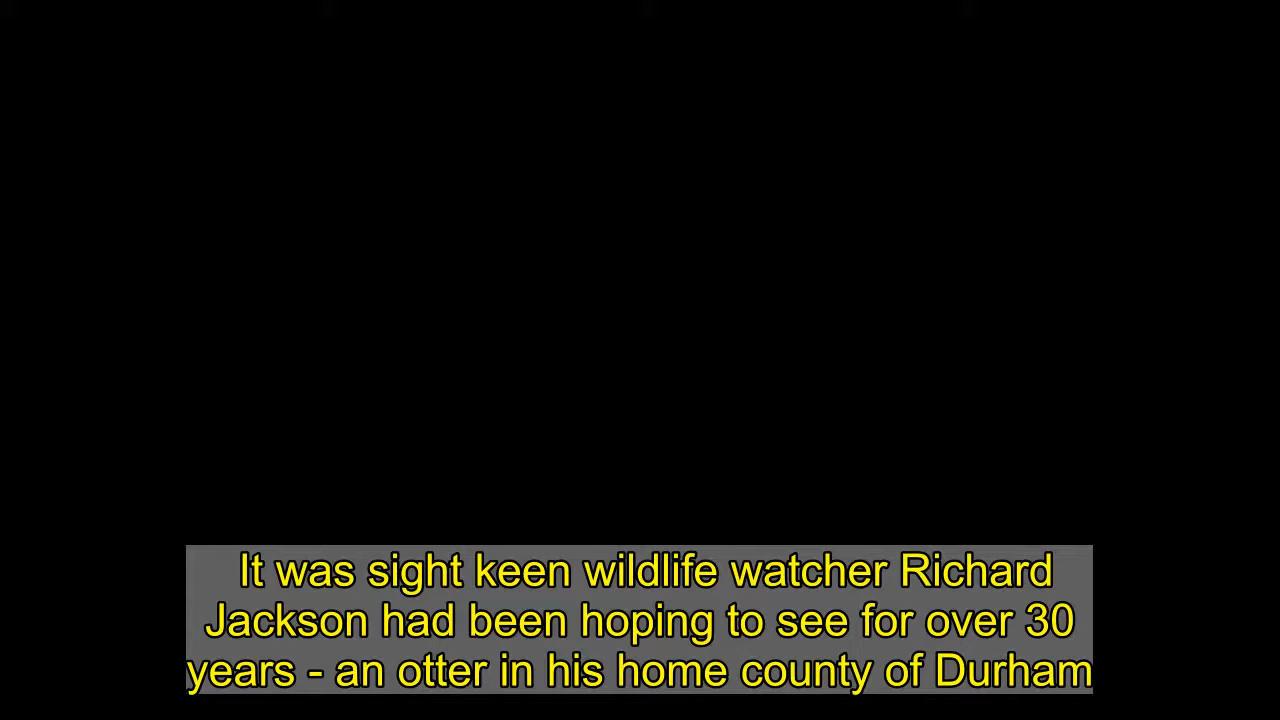 It was sight keen wildlife watcher Richard
Jackson had been hoping to see for over 30
years - an otter in his home county of Durham